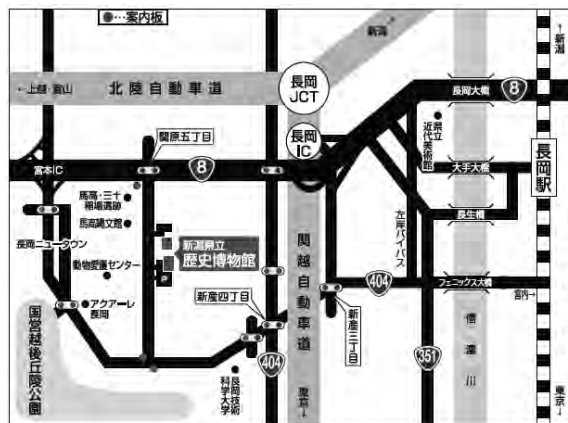 ●…案内板
新潟
↑新潟
←上越・富山
北陸自動車道
長岡
JCT
長岡大橋
8
長岡
IC
県立
近代美術館
関原五丁目
宮本IC
8
大手大橋
長岡駅
馬高・三十
稲場遺跡
馬高縄文館
長生橋
左岸バイパス
長岡ニュータウン
新潟県立
歴史博物館
関越自動車道
動物愛護センター
P
404
フェニックス大橋
宮内→
アクアーレ
長岡
新産四丁目
新産三丁目
国営越後丘陵公園
信濃川
404
351
長岡技術
科学大学
東京↓
東京↓